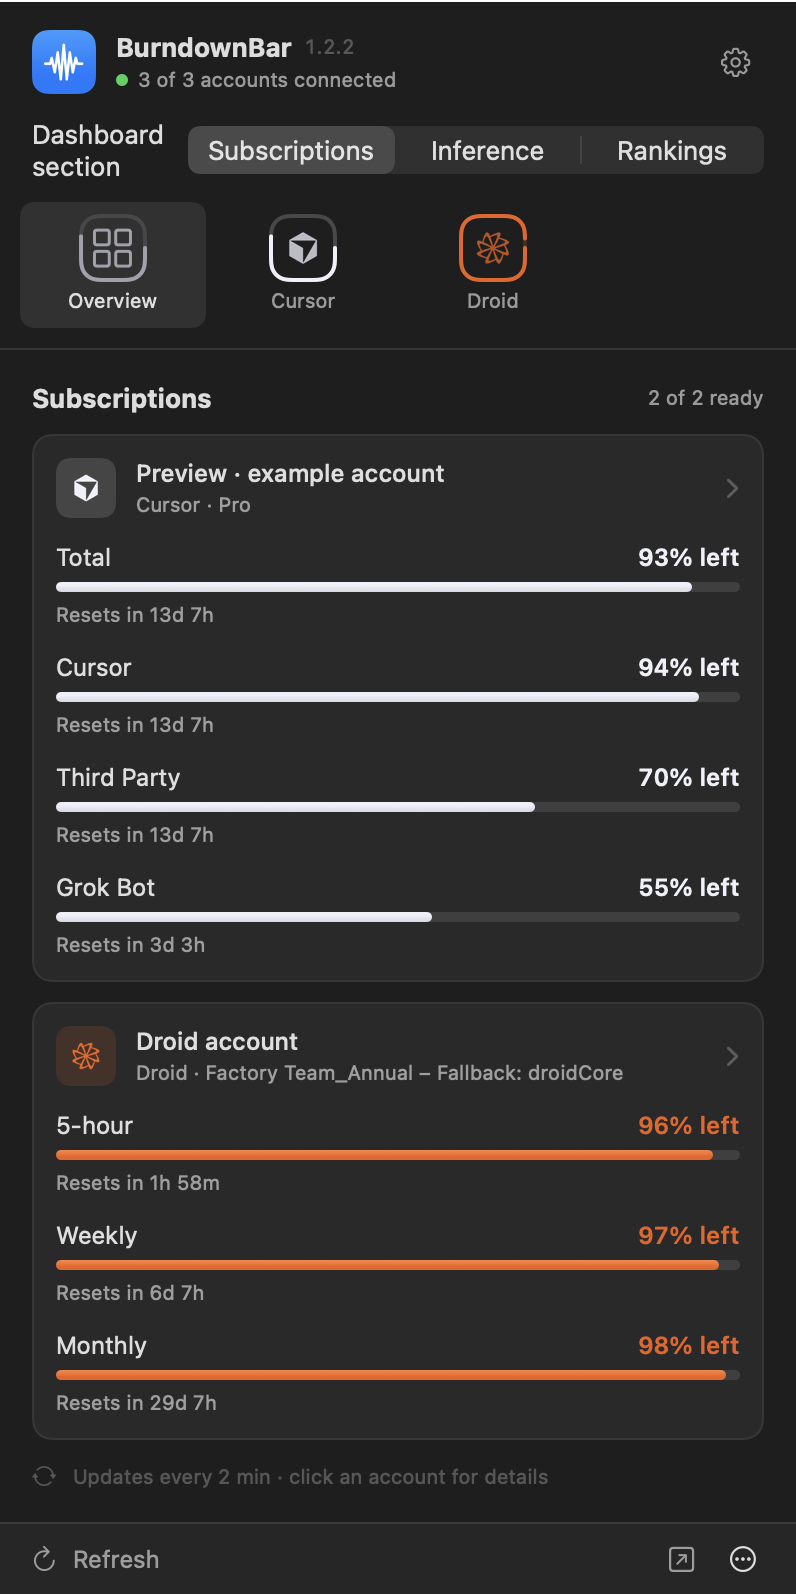 BurndownBar 1.2.2
3 of 3 accounts connected
Dashboard section
Subscriptions
Inference
Rankings
Overview
Cursor
Droid
Subscriptions
2 of 2 ready
Preview · example account
Cursor · Pro
Total
93% left
Resets in 13d 7h
Cursor
94% left
Resets in 13d 7h
Third Party
70% left
Resets in 13d 7h
Grok Bot
55% left
Resets in 3d 3h
Droid account
Droid · Factory Team_Annual – Fallback: droidCore
5-hour
96% left
Resets in 1h 58m
Weekly
97% left
Resets in 6d 7h
Monthly
98% left
Resets in 29d 7h
Updates every 2 min · click an account for details
Refresh